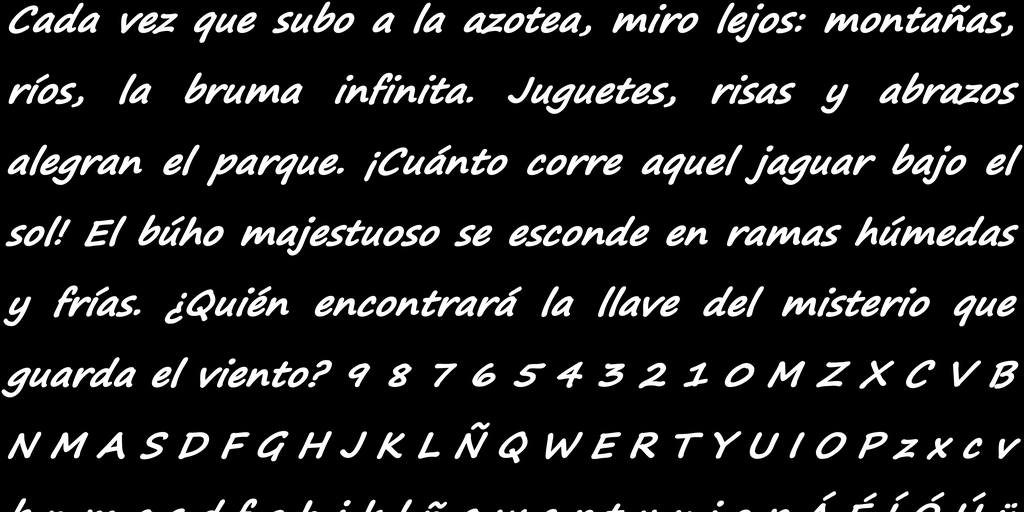 Cada vez que subo a la azotea, miro lejos: montañas,
ríos, la bruma infinita. Juguetes, risas y abrazos
alegran el parque. ¡Cuánto corre aquel jaguar bajo el
sol! El búho majestuoso se esconde en ramas húmedas
y frías. ¿Quién encontrará la llave del misterio que
guarda el viento? 9 8 7 6 5 4 3 2 1 0 M Z X C V B
N M A S D F G H J K L Ñ Q W E R T Y U I O P z x c v